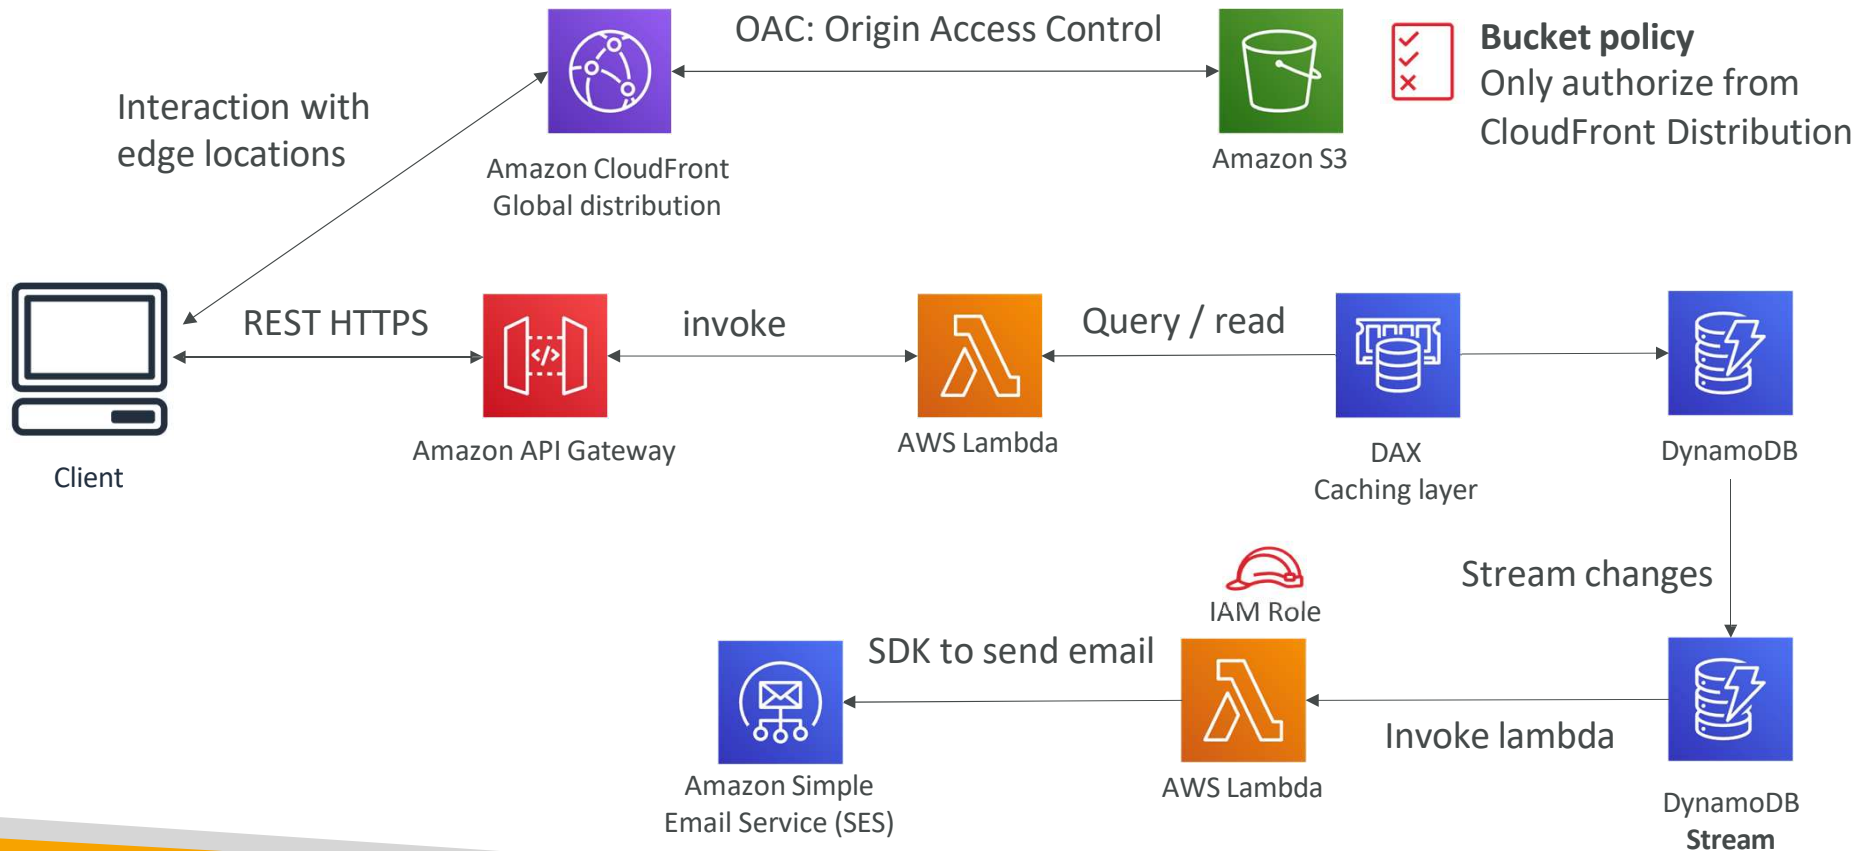 OAC: Origin Access Control
Bucket policy
Only authorize from
CloudFront Distribution
Interaction with
edge locations
Amazon CloudFront
Global distribution
Amazon S3
REST HTTPS
invoke
Query / read
</>
Client
Amazon API Gateway
AWS Lambda
DAX
Caching layer
DynamoDB
Stream changes
IAM Role
SDK to send email
Invoke lambda
Amazon Simple
Email Service (SES)
AWS Lambda
DynamoDB
Stream